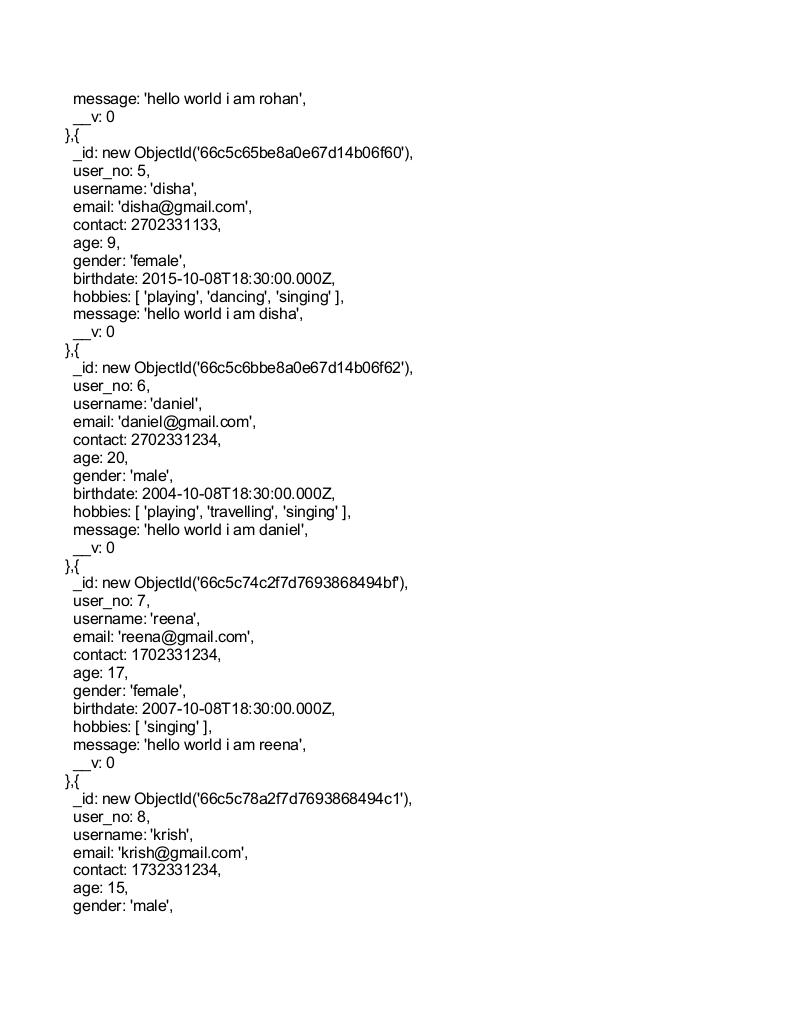 message: 'hello world i am rohan',
__v: 0
},{
_id: new ObjectId('66c5c65be8a0e67d14b06f60'),
user_no: 5,
username: 'disha',
email: 'disha@gmail.com',
contact: 2702331133,
age: 9,
gender: 'female',
birthdate: 2015-10-08T18:30:00.000Z,
hobbies: [ 'playing', 'dancing', 'singing' ],
message: 'hello world i am disha',
__v: 0
},{
_id: new ObjectId('66c5c6bbe8a0e67d14b06f62'),
user_no: 6,
username: 'daniel',
email: 'daniel@gmail.com',
contact: 2702331234,
age: 20,
gender: 'male',
birthdate: 2004-10-08T18:30:00.000Z,
hobbies: [ 'playing', 'travelling', 'singing' ],
message: 'hello world i am daniel',
__v: 0
},{
_id: new ObjectId('66c5c74c2f7d7693868494bf'),
user_no: 7,
username: 'reena',
email: 'reena@gmail.com',
contact: 1702331234,
age: 17,
gender: 'female',
birthdate: 2007-10-08T18:30:00.000Z,
hobbies: [ 'singing' ],
message: 'hello world i am reena',
__v: 0
},{
_id: new ObjectId('66c5c78a2f7d7693868494c1'),
user_no: 8,
username: 'krish',
email: 'krish@gmail.com',
contact: 1732331234,
age: 15,
gender: 'male',